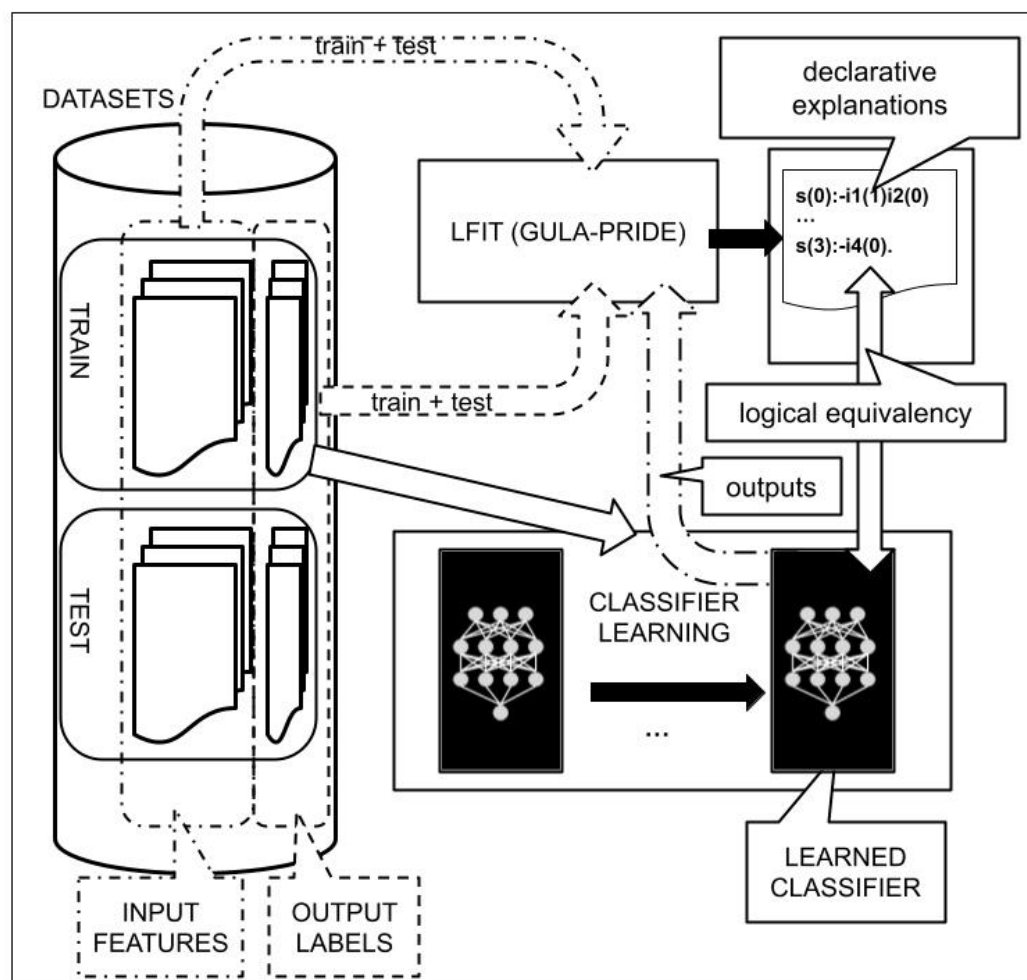 train + test
DATASETS
declarative
explanations
LFIT (GULA-PRIDE)
s(0):-i1(1)i2(0)
...
s(3):-i4(0).
TRAIN
train + test
logical equivalency
outputs
TEST
CLASSIFIER
LEARNING
...
INPUT
FEATURES
OUTPUT
LABELS
LEARNED
CLASSIFIER